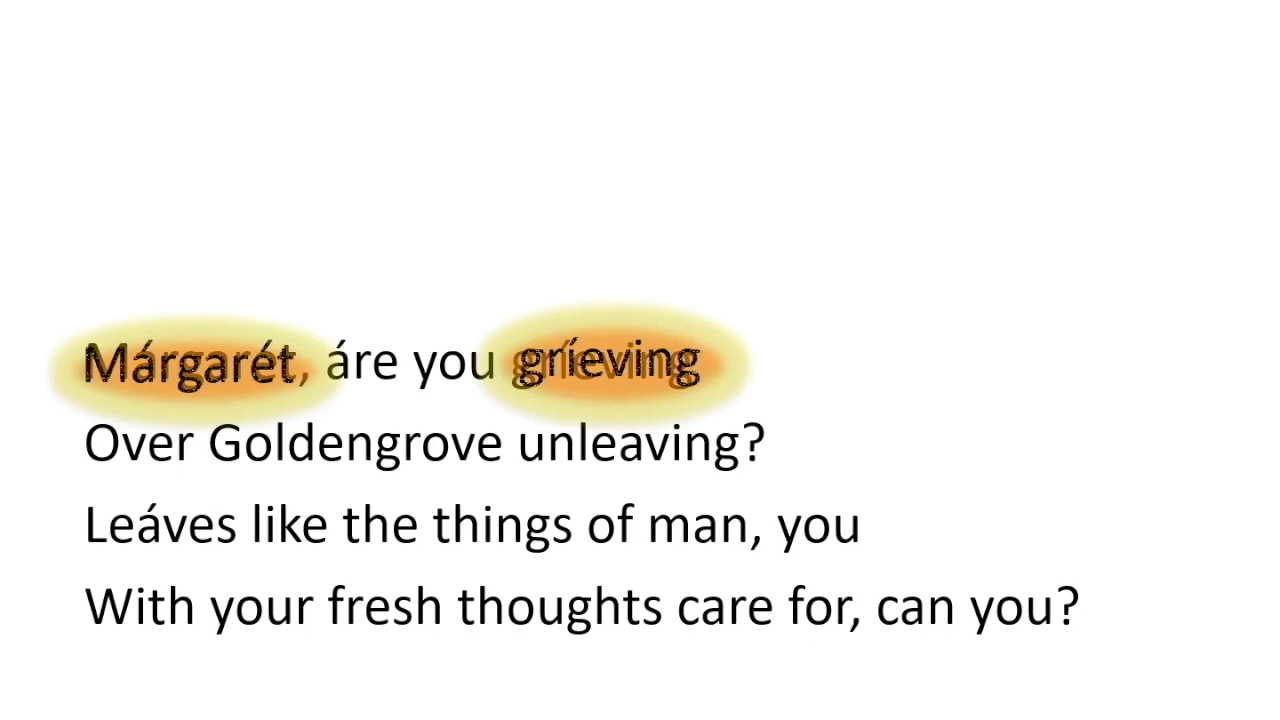 Márgarét, áre you gríeving
Over Goldengrove unleaving?
Leáves like the things of man, you
With your fresh thoughts care for, can you?